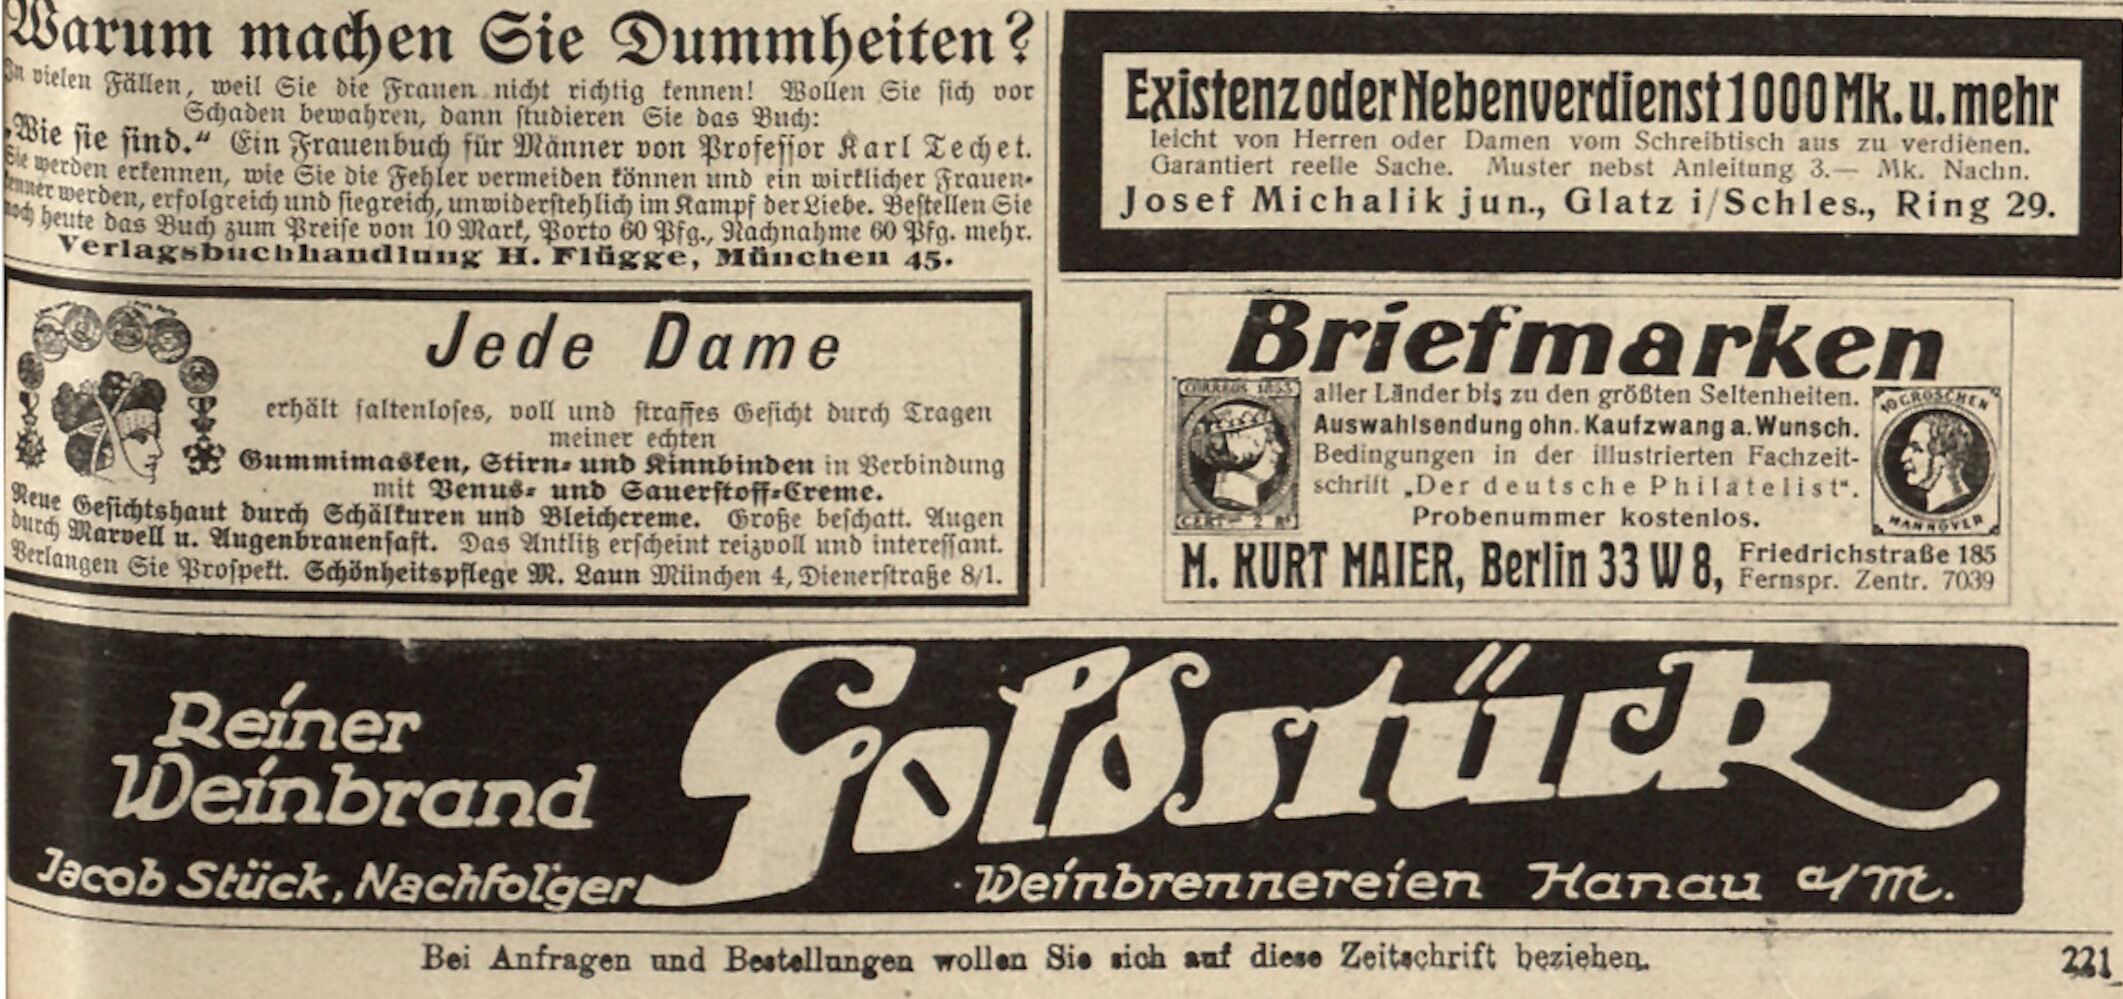 Warum machen Sie Dummheiten?
In vielen Fällen, weil Sie die Frauen nicht richtig kennen! Wollen Sie sich vor
Schaden bewahren, dann studieren Sie das Buch:
„Wie sie sind.“ Ein Frauenbuch für Männer von Professor Karl Techet.
Sie werden erkennen, wie Sie die Fehler vermeiden können und ein wirklicher Frauen-
kenner werden, erfolgreich und siegreich, unwiderstehlich im Kampf der Liebe. Bestellen Sie
noch heute das Buch zum Preise von 10 Mark, Porto 60 Pfg., Nachnahme 60 Pfg. mehr.
Verlagsbuchhandlung H. Flügge, München 45.
Jede Dame
erhält faltenloses, voll und straffes Gesicht durch Tragen
meiner echten
Gummimasken, Stirn- und Kinnbinden in Verbindung
mit Venus- und Sauerstoff-Creme.
Neue Gesichtshaut durch Schälkuren und Bleichcreme. Große beschatt. Augen
durch Marvell u. Augenbrauensaft. Das Antlitz erscheint reizvoll und interessant.
Verlangen Sie Prospekt. Schönheitspflege M. Laun München 4, Dienerstraße 8/1.
Existenz oder Nebenverdienst 1000 Mk. u. mehr
leicht von Herren oder Damen vom Schreibtisch aus zu verdienen.
Garantiert reelle Sache. Muster nebst Anleitung 3.— Mk. Nachn.
Josef Michalik jun., Glatz i/Schles., Ring 29.
Briefmarken
CORREOS 1853
CERT 2 Rs
aller Länder bis zu den größten Seltenheiten.
Auswahlsendung ohn. Kaufzwang a. Wunsch.
Bedingungen in der illustrierten Fachzeit-
schrift „Der deutsche Philatelist“.
Probenummer kostenlos.
10 GROSCHEN
HANNOVER
M. KURT MAIER, Berlin 33 W 8, Friedrichstraße 185
Fernspr. Zentr. 7039
Reiner
Weinbrand
Goldstück
Jacob Stück, Nachfolger
Weinbrennereien Hanau a/M.
Bei Anfragen und Bestellungen wollen Sie sich auf diese Zeitschrift beziehen.
221